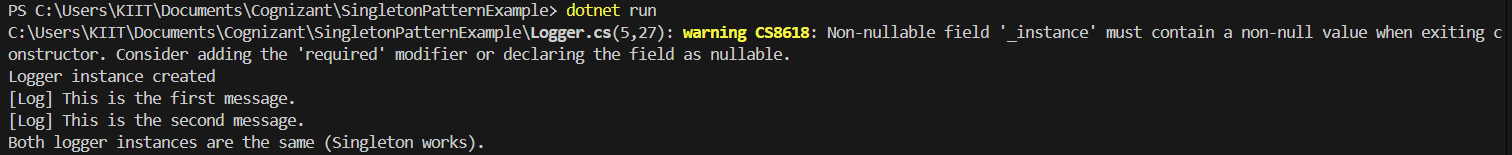 PS C:\Users\KIIT\Documents\Cognizant\SingletonPatternExample> dotnet run
C:\Users\KIIT\Documents\Cognizant\SingletonPatternExample\Logger.cs(5,27): warning CS8618: Non-nullable field '_instance' must contain a non-null value when exiting c
onstructor. Consider adding the 'required' modifier or declaring the field as nullable.
Logger instance created
[Log] This is the first message.
[Log] This is the second message.
Both logger instances are the same (Singleton works).